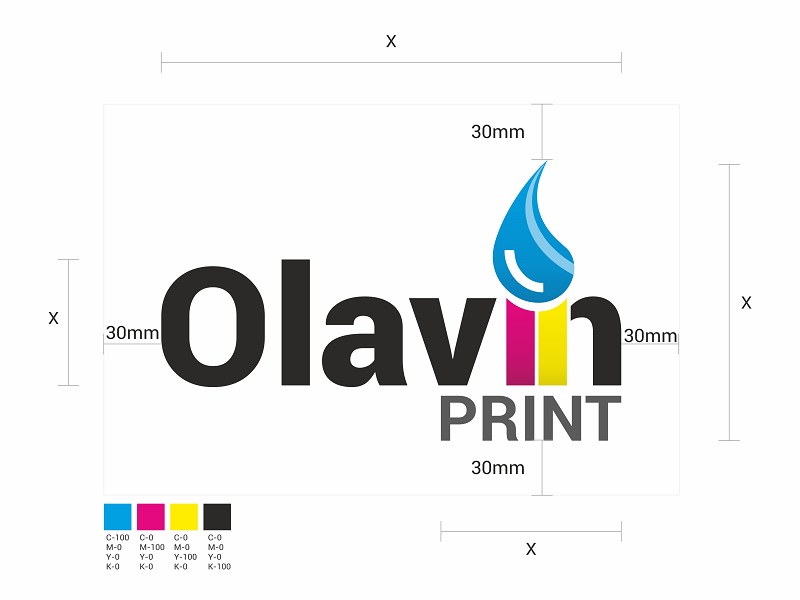 X
30mm
X
X
30mm
Olavin
30mm
PRINT
30mm
X
C-100
M-0
Y-0
K-0
C-0
M-100
Y-0
K-0
C-0
M-0
Y-100
K-0
C-0
M-0
Y-0
K-100